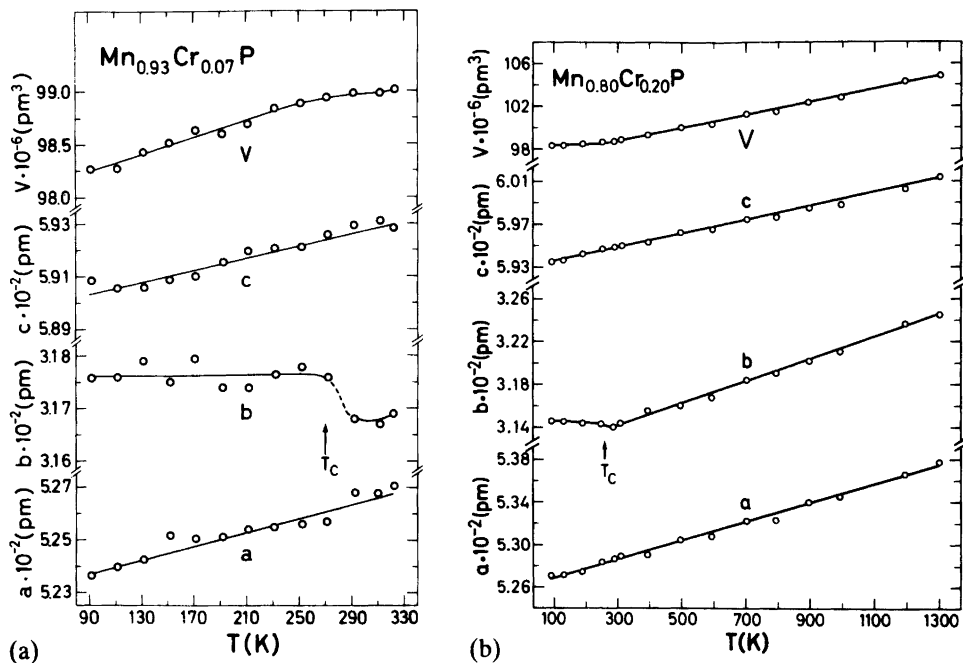 Mn0.93Cr0.07P
V·10-6(pm3)
99.0
98.5
98.0
V
c·10-2(pm)
5.93
5.91
5.89
c
b·10-2(pm)
3.18
3.17
3.16
b
TC
a·10-2(pm)
5.27
5.25
5.23
a
90 130 170 210 250 290 330
T(K)
(a)
Mn0.80Cr0.20P
V·10-6(pm3)
106
102
98
V
c·10-2(pm)
6.01
5.97
5.93
c
b·10-2(pm)
3.26
3.22
3.18
3.14
b
TC
a·10-2(pm)
5.38
5.34
5.30
5.26
a
100 300 500 700 900 1100 1300
T(K)
(b)